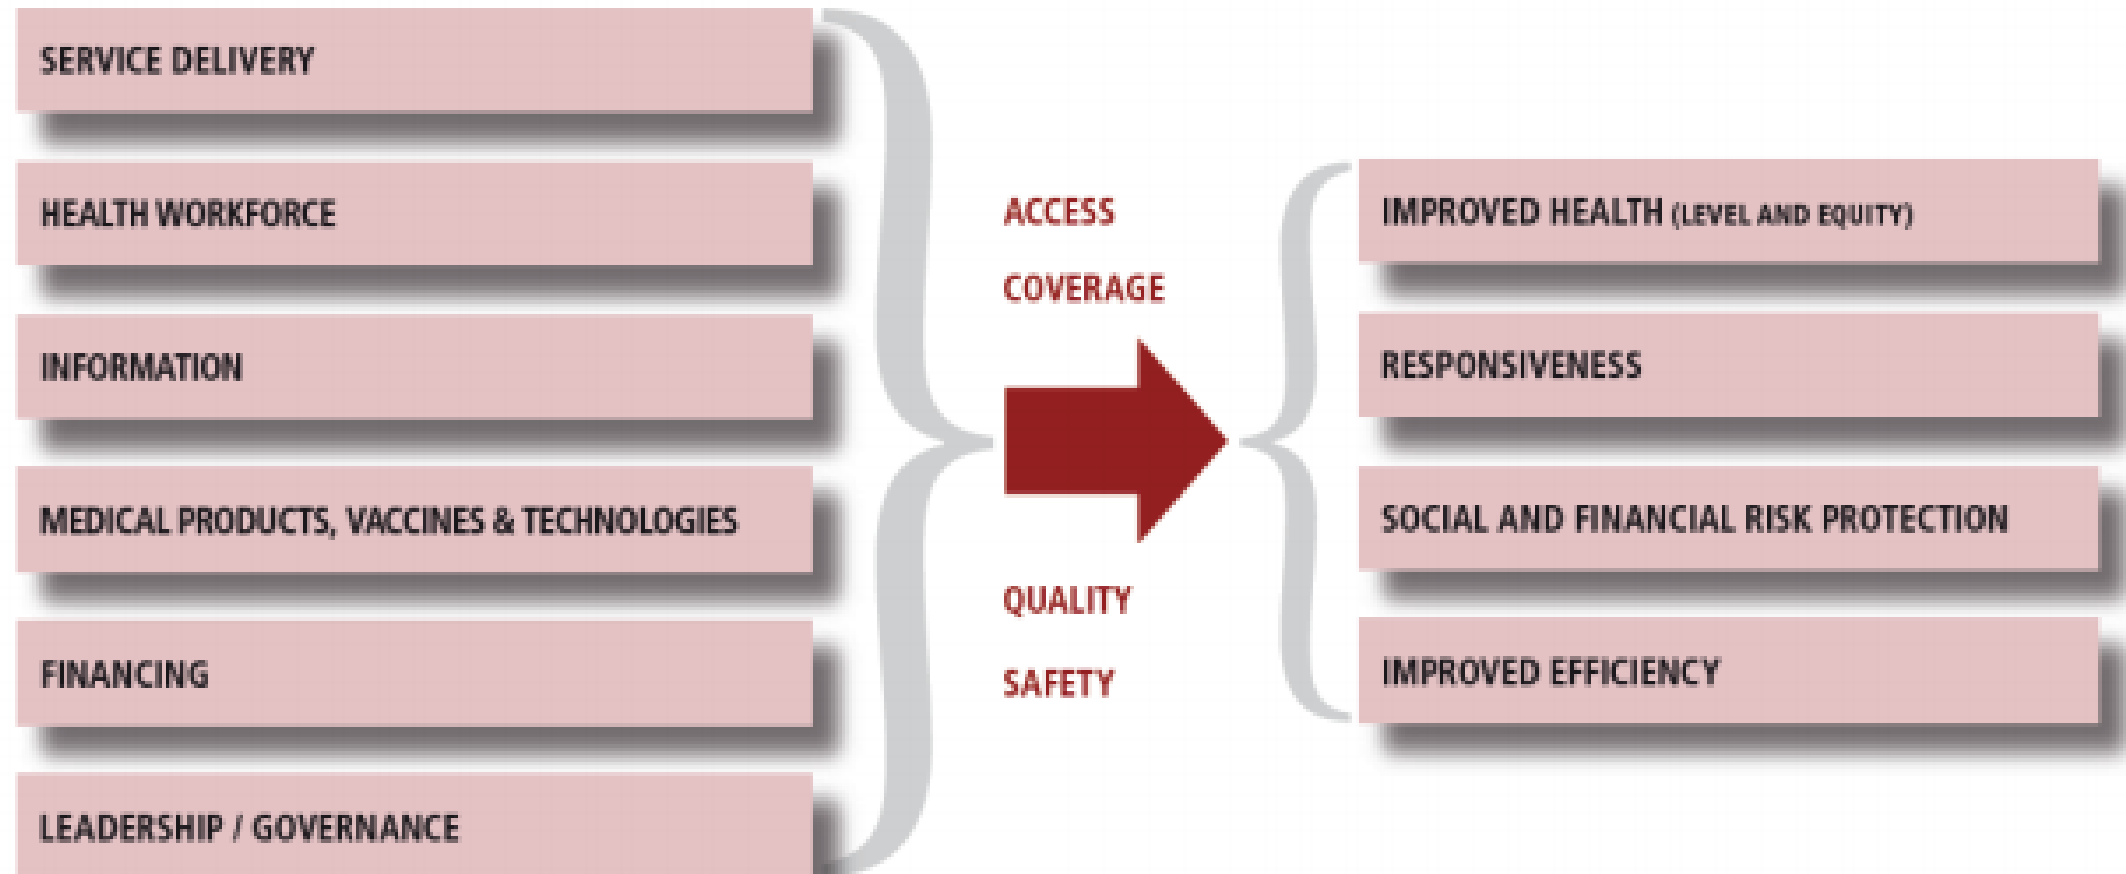 SERVICE DELIVERY
HEALTH WORKFORCE
INFORMATION
MEDICAL PRODUCTS, VACCINES & TECHNOLOGIES
FINANCING
LEADERSHIP / GOVERNANCE
ACCESS
COVERAGE
QUALITY
SAFETY
IMPROVED HEALTH (LEVEL AND EQUITY)
RESPONSIVENESS
SOCIAL AND FINANCIAL RISK PROTECTION
IMPROVED EFFICIENCY